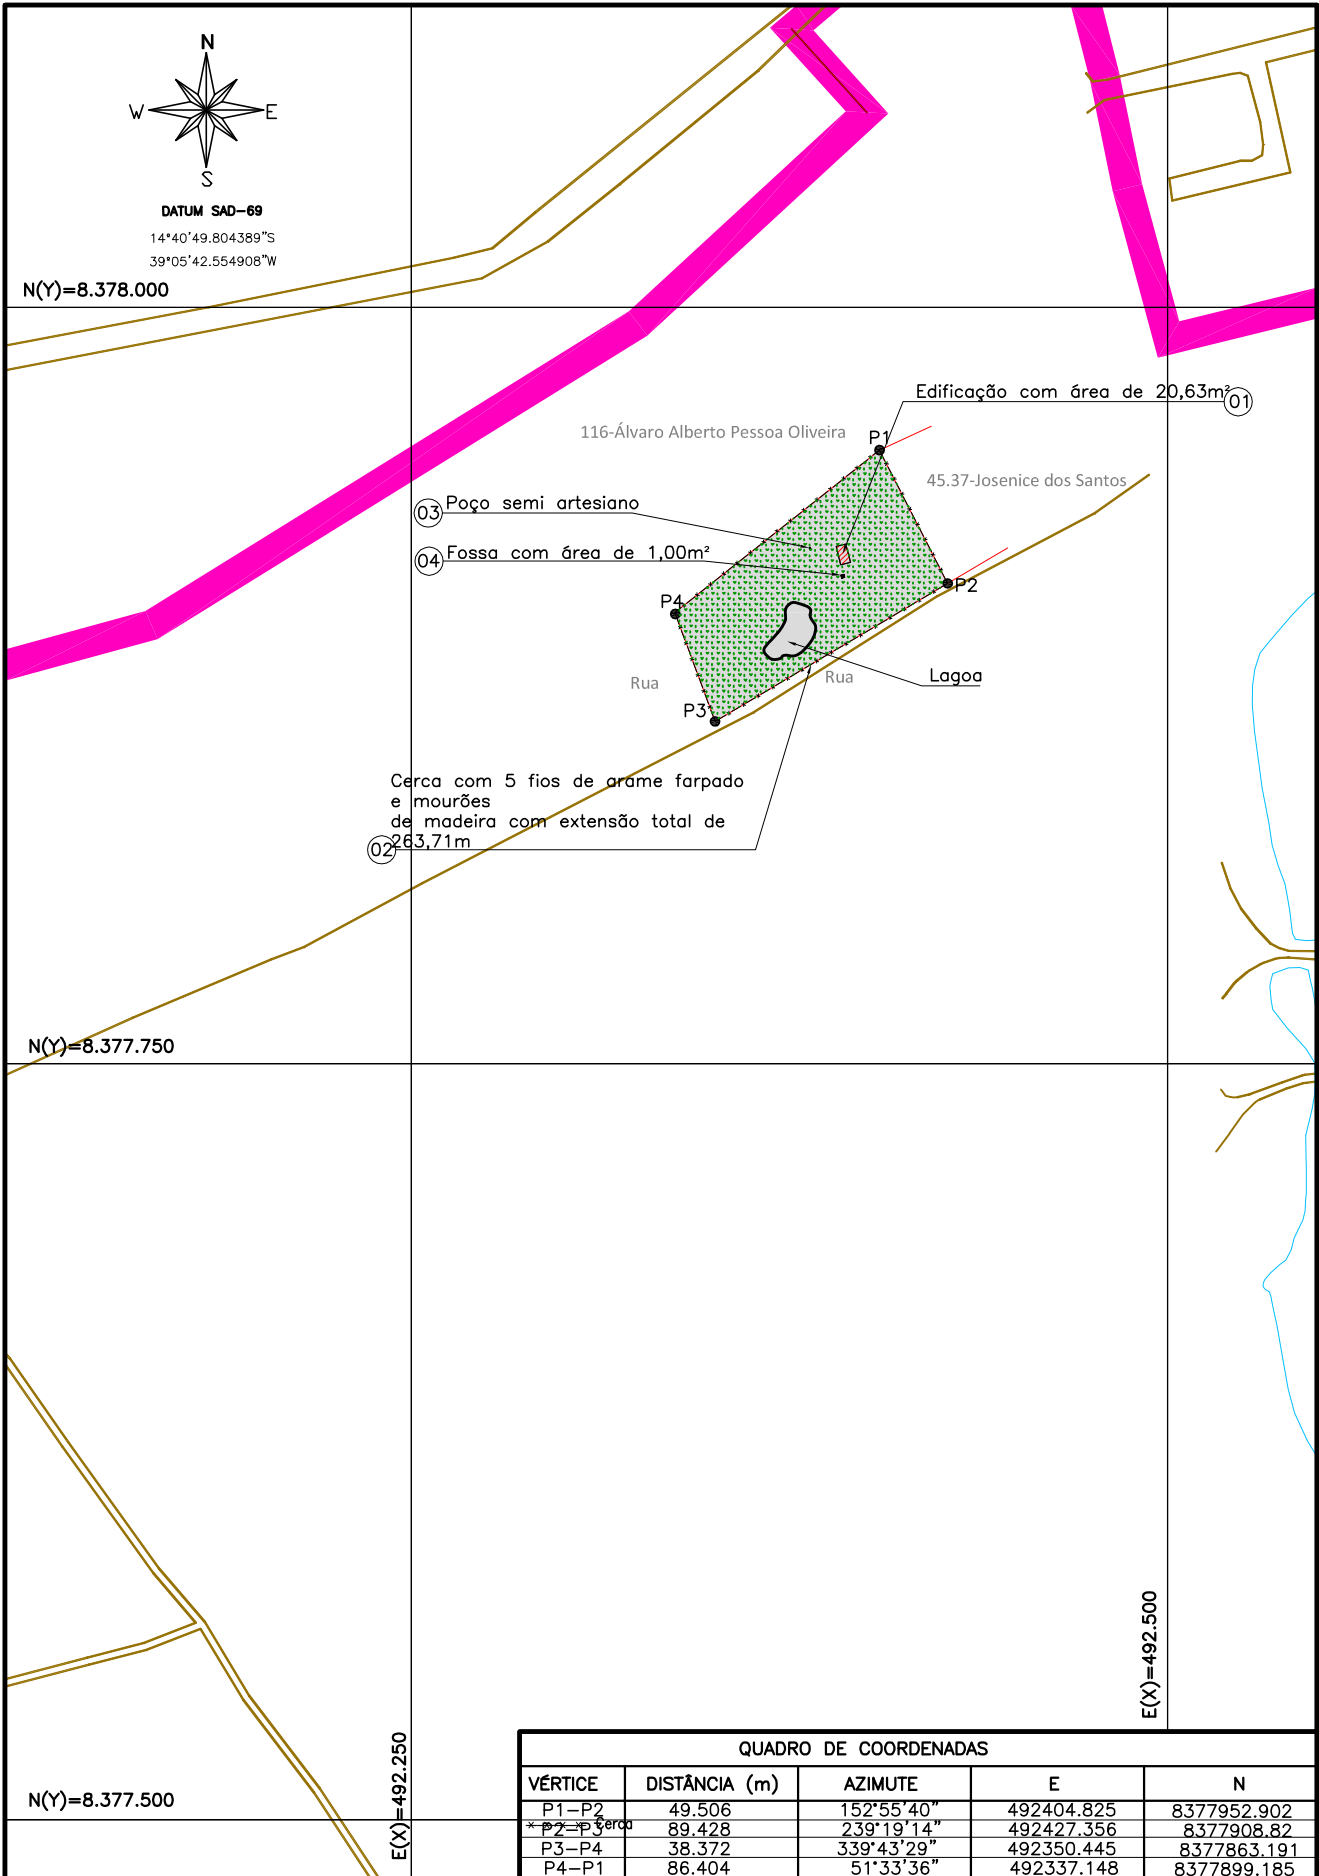 N
W E
S
DATUM SAD-69
14°40'49.804389"S
39°05'42.554908"W
N(Y)=8.378.000
Edificação com área de 20,63m²
01
116-Álvaro Alberto Pessoa Oliveira
P1
45.37-Josenice dos Santos
03 Poço semi artesiano
04 Fossa com área de 1,00m²
P2
P4
Rua
Rua
Lagoa
P3
Cerca com 5 fios de arame farpado
e mourões
de madeira com extensão total de
263,71m
02
N(Y)=8.377.750
E(X)=492.500
E(X)=492.250
N(Y)=8.377.500
QUADRO DE COORDENADAS
VÉRTICE DISTÂNCIA (m) AZIMUTE E N
P1-P2 49.506 152°55'40" 492404.825 8377952.902
Cerca
P2-P3 89.428 239°19'14" 492427.356 8377908.82
P3-P4 38.372 339°43'29" 492350.445 8377863.191
P4-P1 86.404 51°33'36" 492337.148 8377899.185